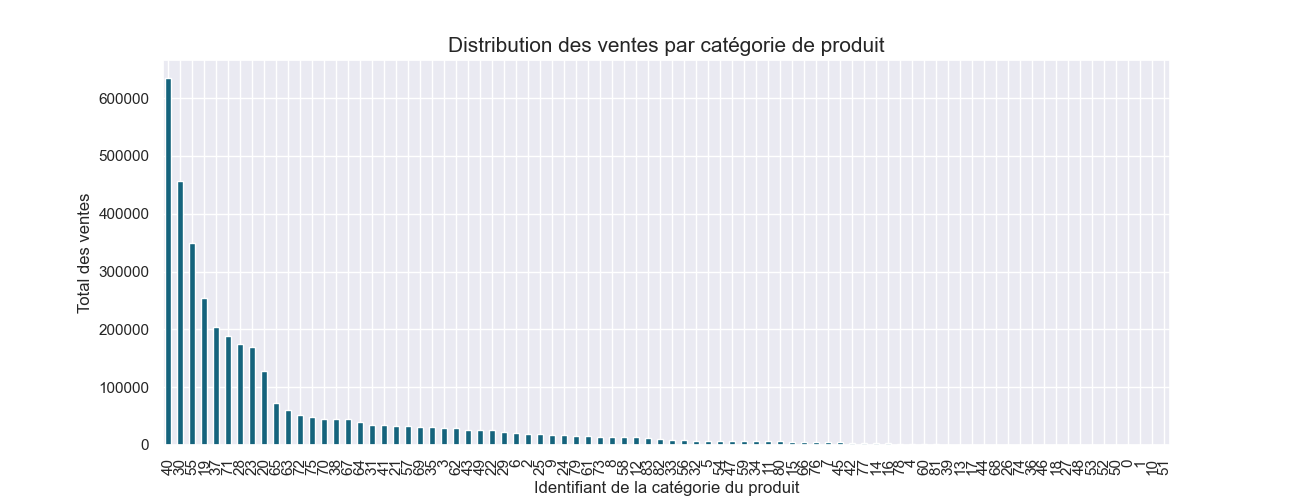 Distribution des ventes par catégorie de produit
600000
500000
400000
300000
200000
100000
0
Total des ventes
40 30 55 19 37 71 28 23 20 65 63 72 75 70 38 67 64 31 41 21 57 69 35 3 62 43 49 22 29 6 2 25 9 24 79 61 73 8 58 12 83 82 33 56 32 5 54 47 59 34 11 80 15 66 76 7 45 42 77 14 16 78 4 60 81 39 13 17 44 68 26 74 36 46 18 27 48 53 52 50 0 1 10 51
Identifiant de la catégorie du produit